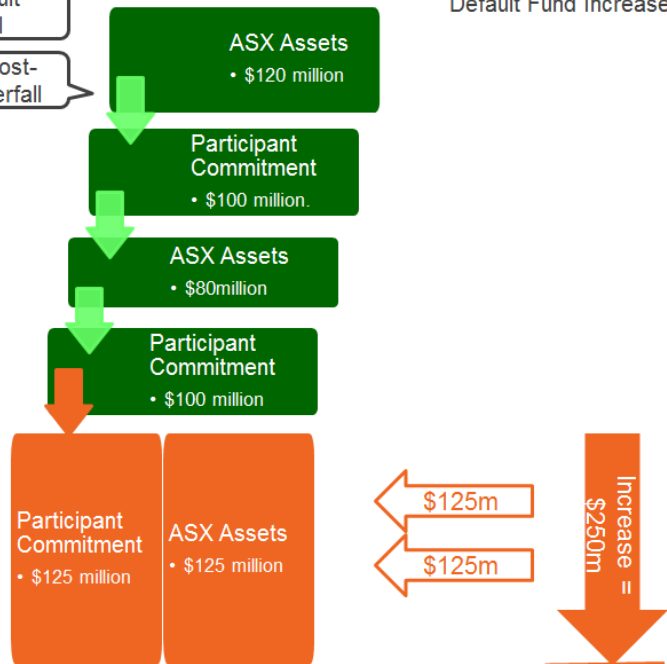 Default Fund Increase
ASX Assets
• $120 million
Participant
Commitment
• $100 million.
ASX Assets
• $80million
Participant
Commitment
• $100 million
Participant
Commitment
• $125 million
ASX Assets
• $125 million
$125m
$125m
Increase =
$250m